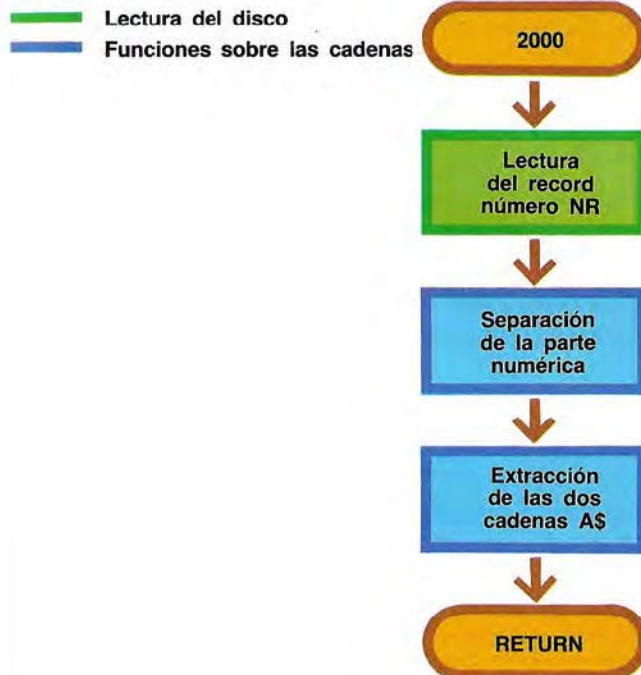 Lectura del disco
Funciones sobre las cadenas
2000
Lectura
del record
número NR
Separación
de la parte
numérica
Extracción
de las dos
cadenas A$
RETURN